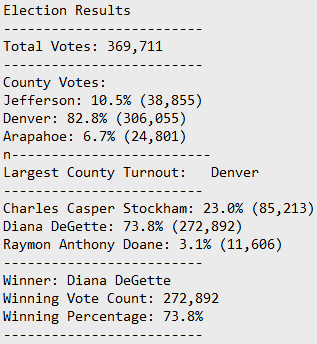 Election Results
-------------------------
Total Votes: 369,711
-------------------------
County Votes:
Jefferson: 10.5% (38,855)
Denver: 82.8% (306,055)
Arapahoe: 6.7% (24,801)
n-------------------------
Largest County Turnout:   Denver
-------------------------
Charles Casper Stockham: 23.0% (85,213)
Diana DeGette: 73.8% (272,892)
Raymon Anthony Doane: 3.1% (11,606)
-------------------------
Winner: Diana DeGette
Winning Vote Count: 272,892
Winning Percentage: 73.8%
-------------------------